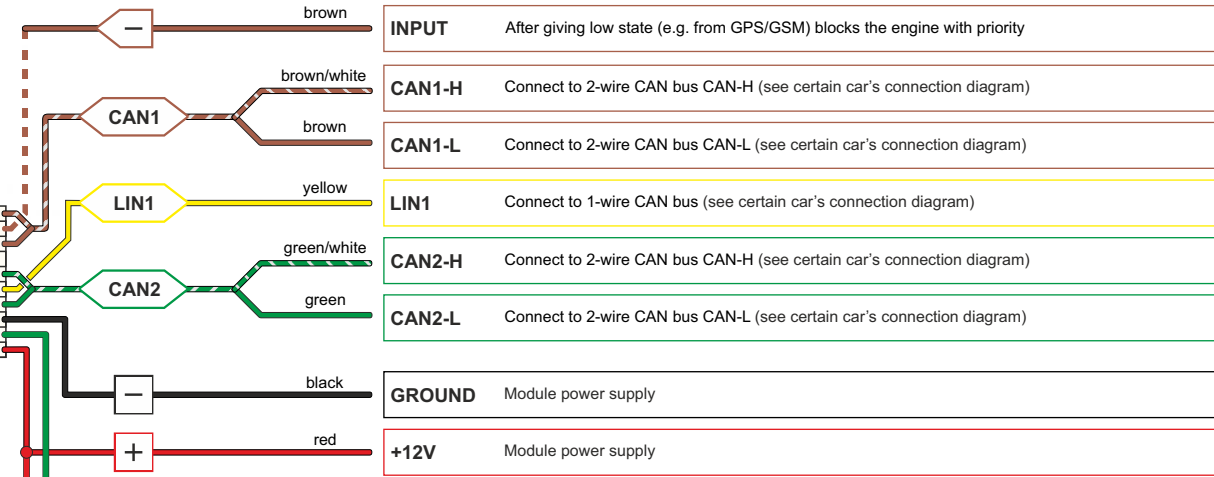 brown
− INPUT After giving low state (e.g. from GPS/GSM) blocks the engine with priority
brown/white
CAN1-H Connect to 2-wire CAN bus CAN-H (see certain car's connection diagram)
CAN1
brown
CAN1-L Connect to 2-wire CAN bus CAN-L (see certain car's connection diagram)
yellow
LIN1 LIN1 Connect to 1-wire CAN bus (see certain car's connection diagram)
green/white
CAN2-H Connect to 2-wire CAN bus CAN-H (see certain car's connection diagram)
CAN2
green
CAN2-L Connect to 2-wire CAN bus CAN-L (see certain car's connection diagram)
black
− GROUND Module power supply
red
+ +12V Module power supply